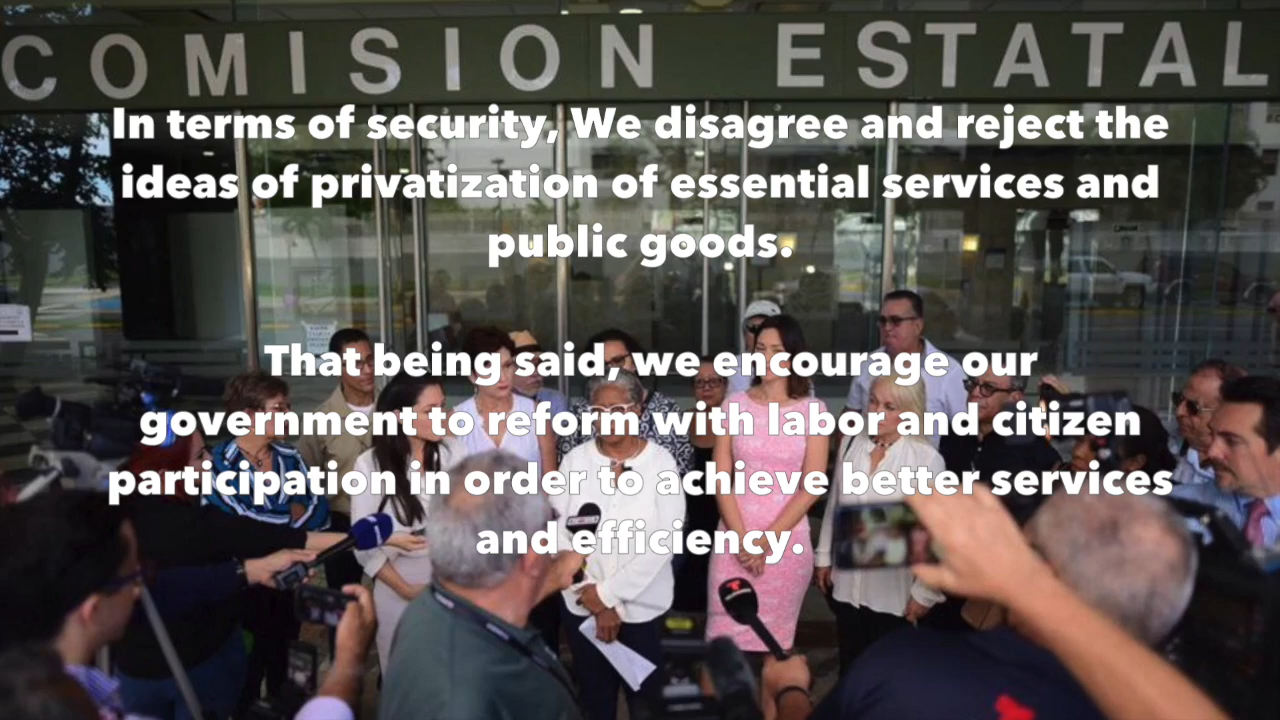 COMISION ESTATAL
In terms of security, We disagree and reject the
ideas of privatization of essential services and
public goods.
That being said, we encourage our
government to reform with labor and citizen
participation in order to achieve better services
and efficiency.